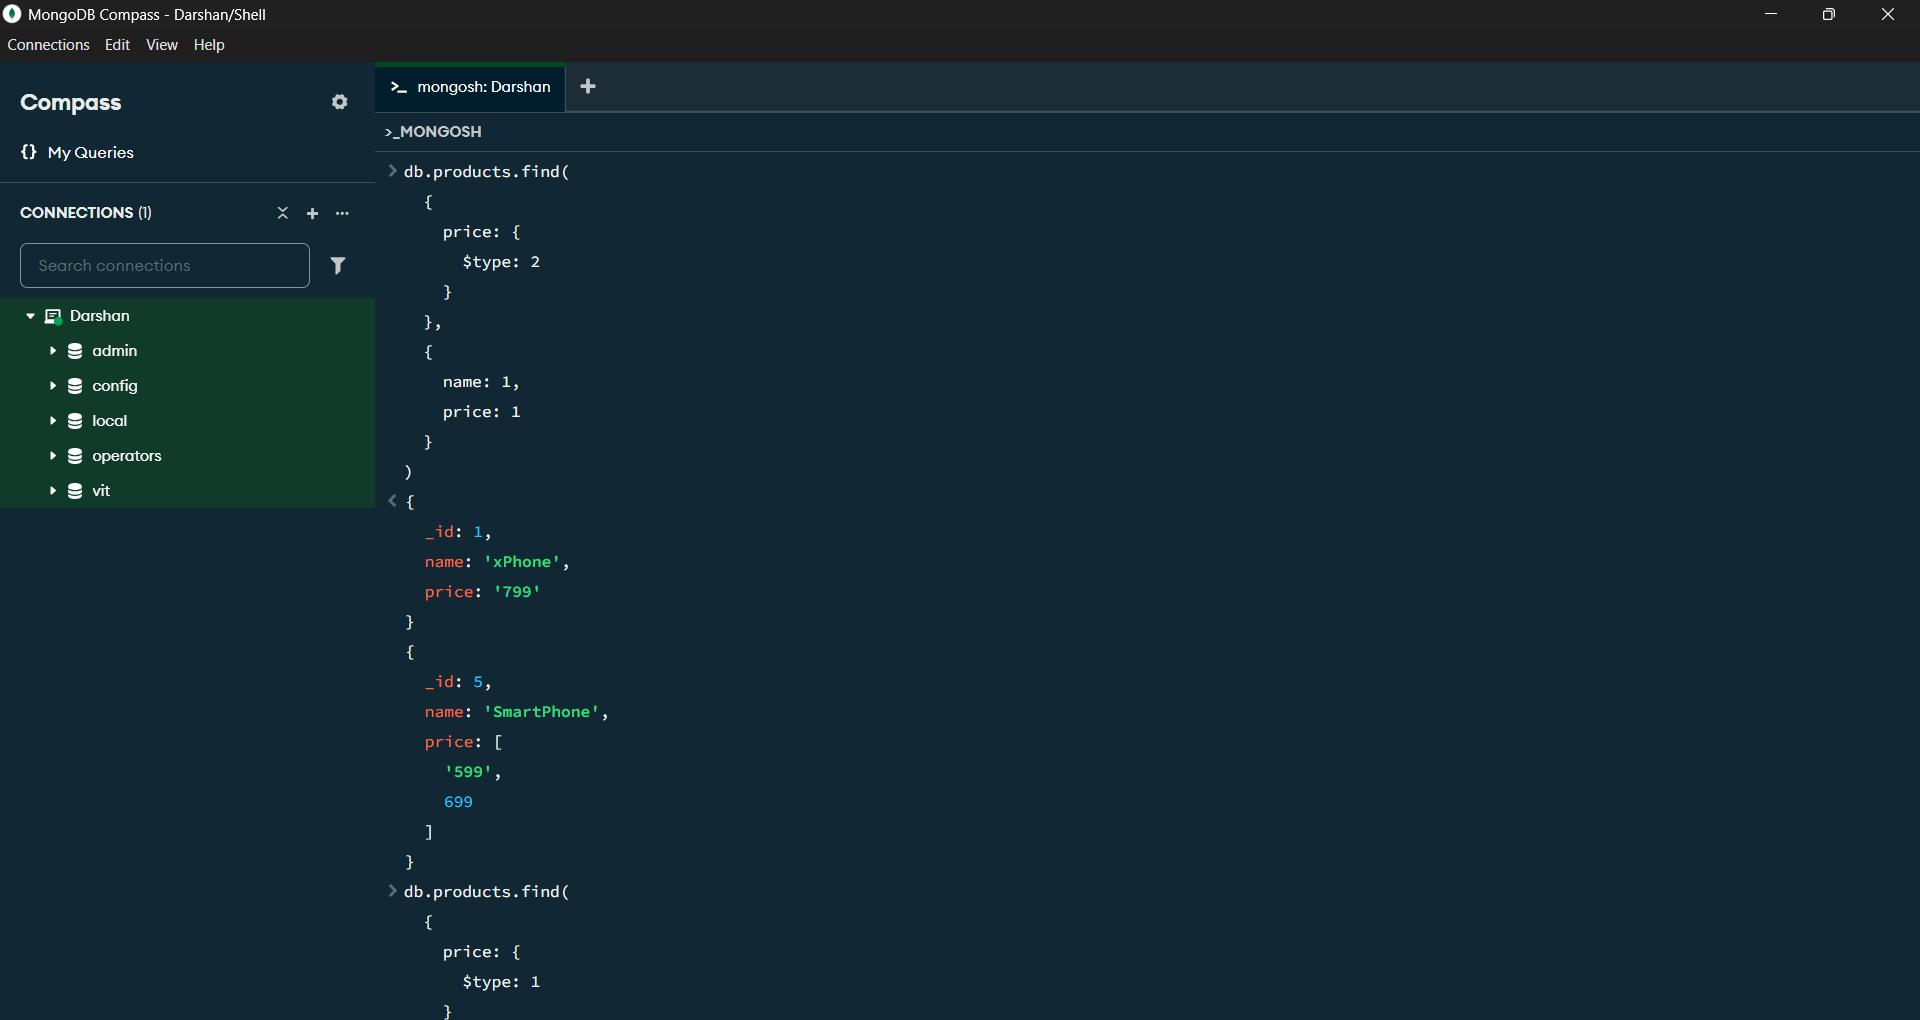 MongoDB Compass - Darshan/Shell
Connections Edit View Help
Compass
{} My Queries
CONNECTIONS (1)
Search connections
Darshan
admin
config
local
operators
vit
>_ mongosh: Darshan +
>_MONGOSH
> db.products.find(
{
price: {
$type: 2
}
},
{
name: 1,
price: 1
}
)
< {
_id: 1,
name: 'xPhone',
price: '799'
}
{
_id: 5,
name: 'SmartPhone',
price: [
'599',
699
]
}
> db.products.find(
{
price: {
$type: 1
}